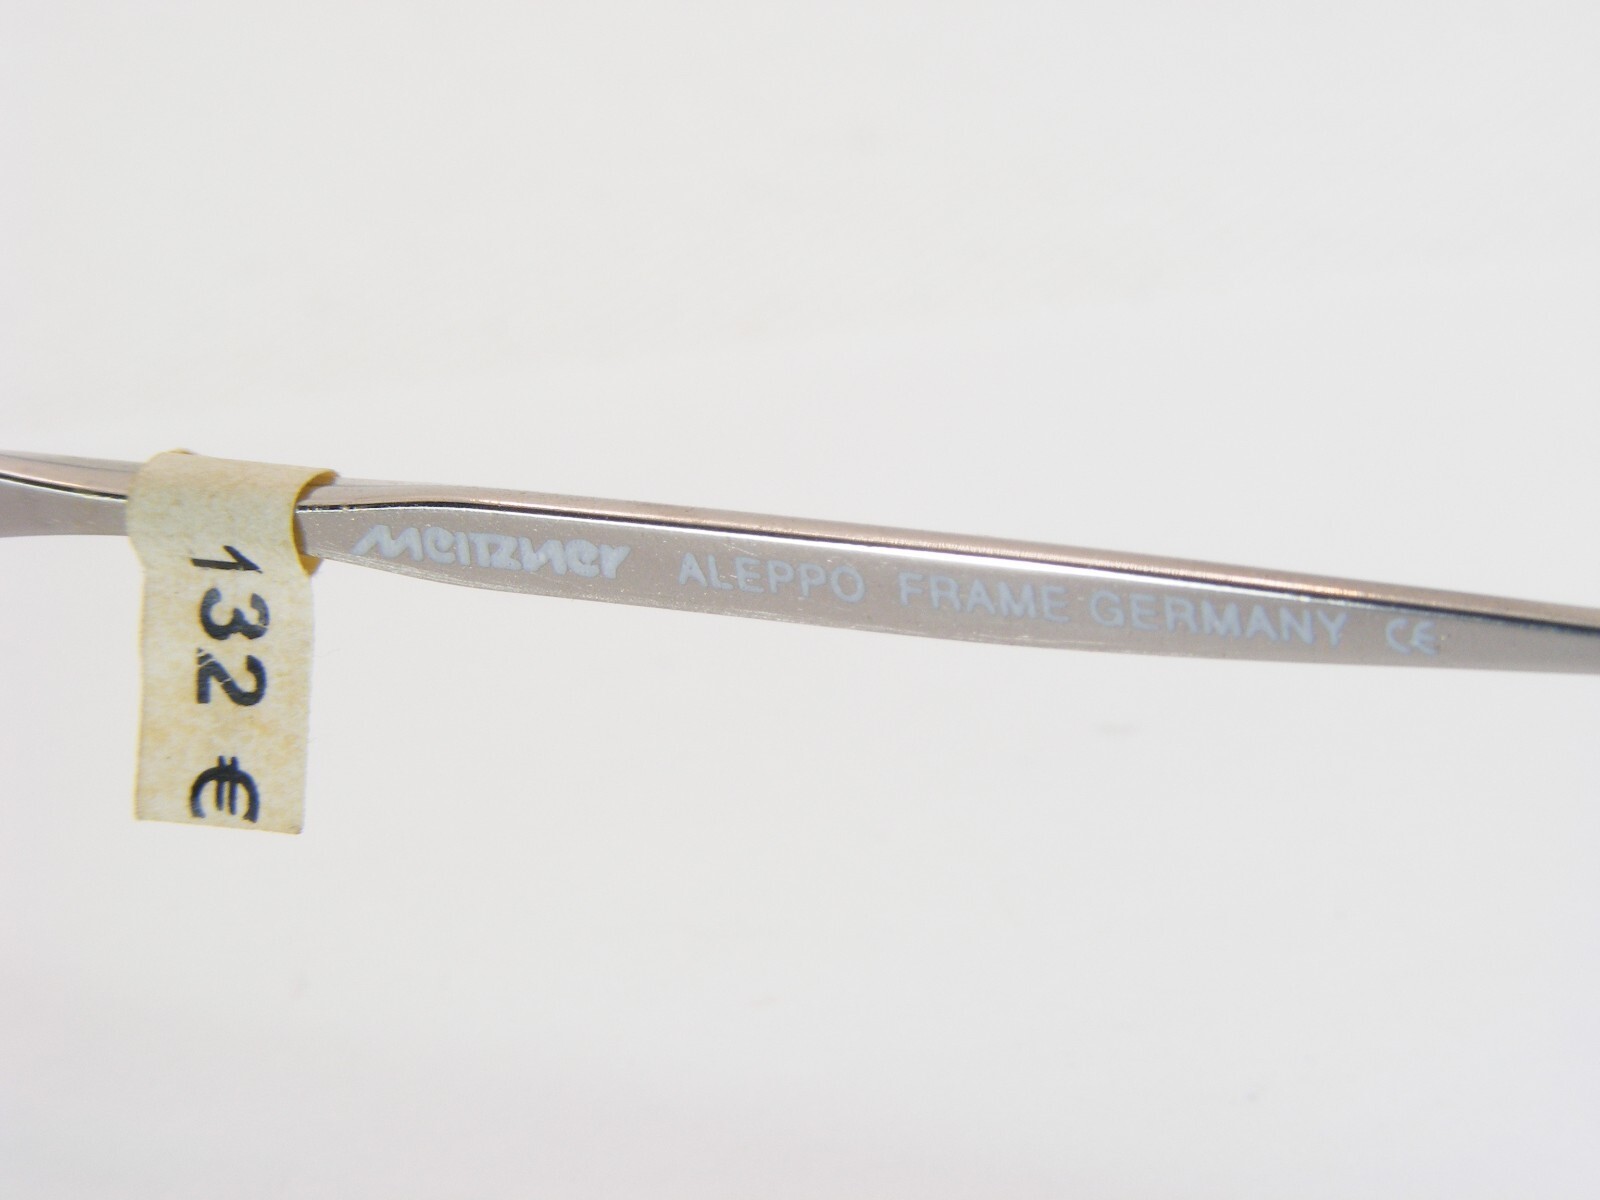 132 €
Meitzner ALEPPO FRAME GERMANY CE